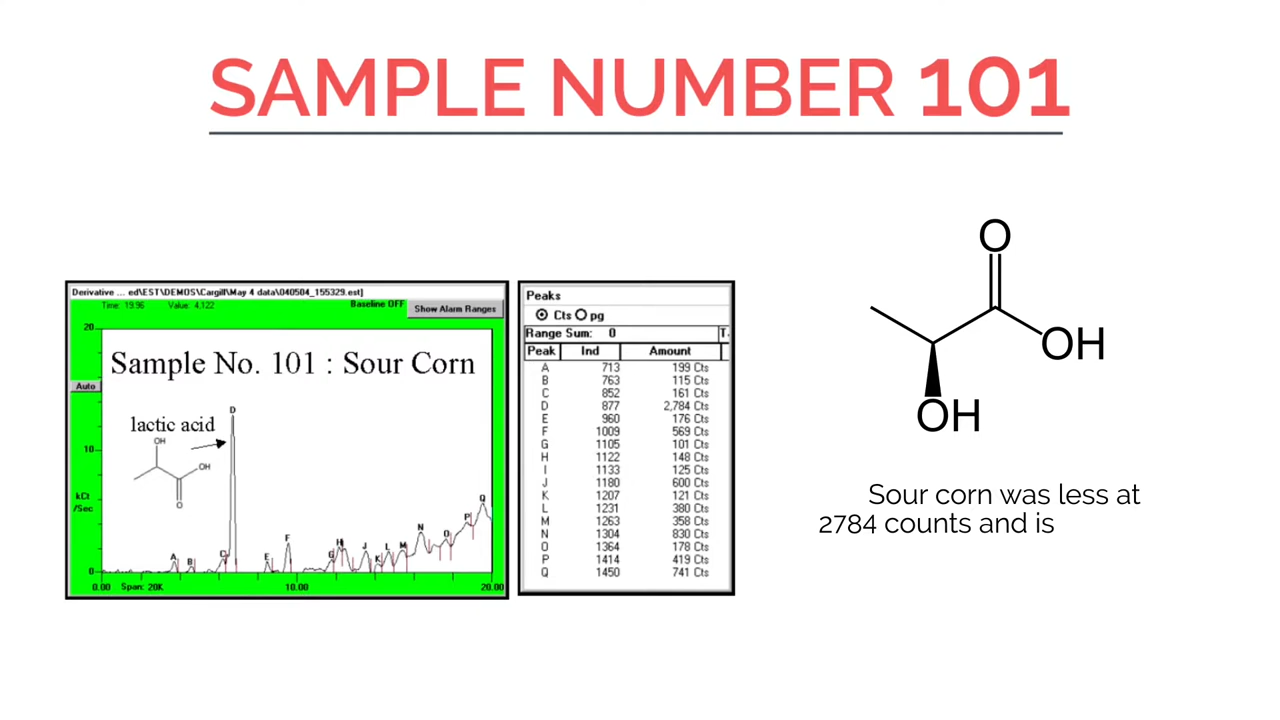 SAMPLE NUMBER 101
Derivative ... ed\EST\DEMOS\Cargill\May 4 data\040504_155329.est]
Time: 19.96 Value: 4,122 Baseline OFF Show Alarm Ranges
20
Sample No. 101 : Sour Corn
Auto
lactic acid
D
OH
10
OH
O
kCt
/Sec
A B C E F G H I J K L M N O P Q
0
0.00 Span: 20K 10.00 20.00
Peaks
Cts pg
Range Sum: 0 T.
Peak Ind Amount
A 713 199 Cts
B 763 115 Cts
C 852 161 Cts
D 877 2,784 Cts
E 960 176 Cts
F 1009 569 Cts
G 1105 101 Cts
H 1122 148 Cts
I 1133 125 Cts
J 1180 600 Cts
K 1207 121 Cts
L 1231 380 Cts
M 1263 358 Cts
N 1304 830 Cts
O 1364 178 Cts
P 1414 419 Cts
Q 1450 741 Cts
O
OH
OH
Sour corn was less at
2784 counts and is